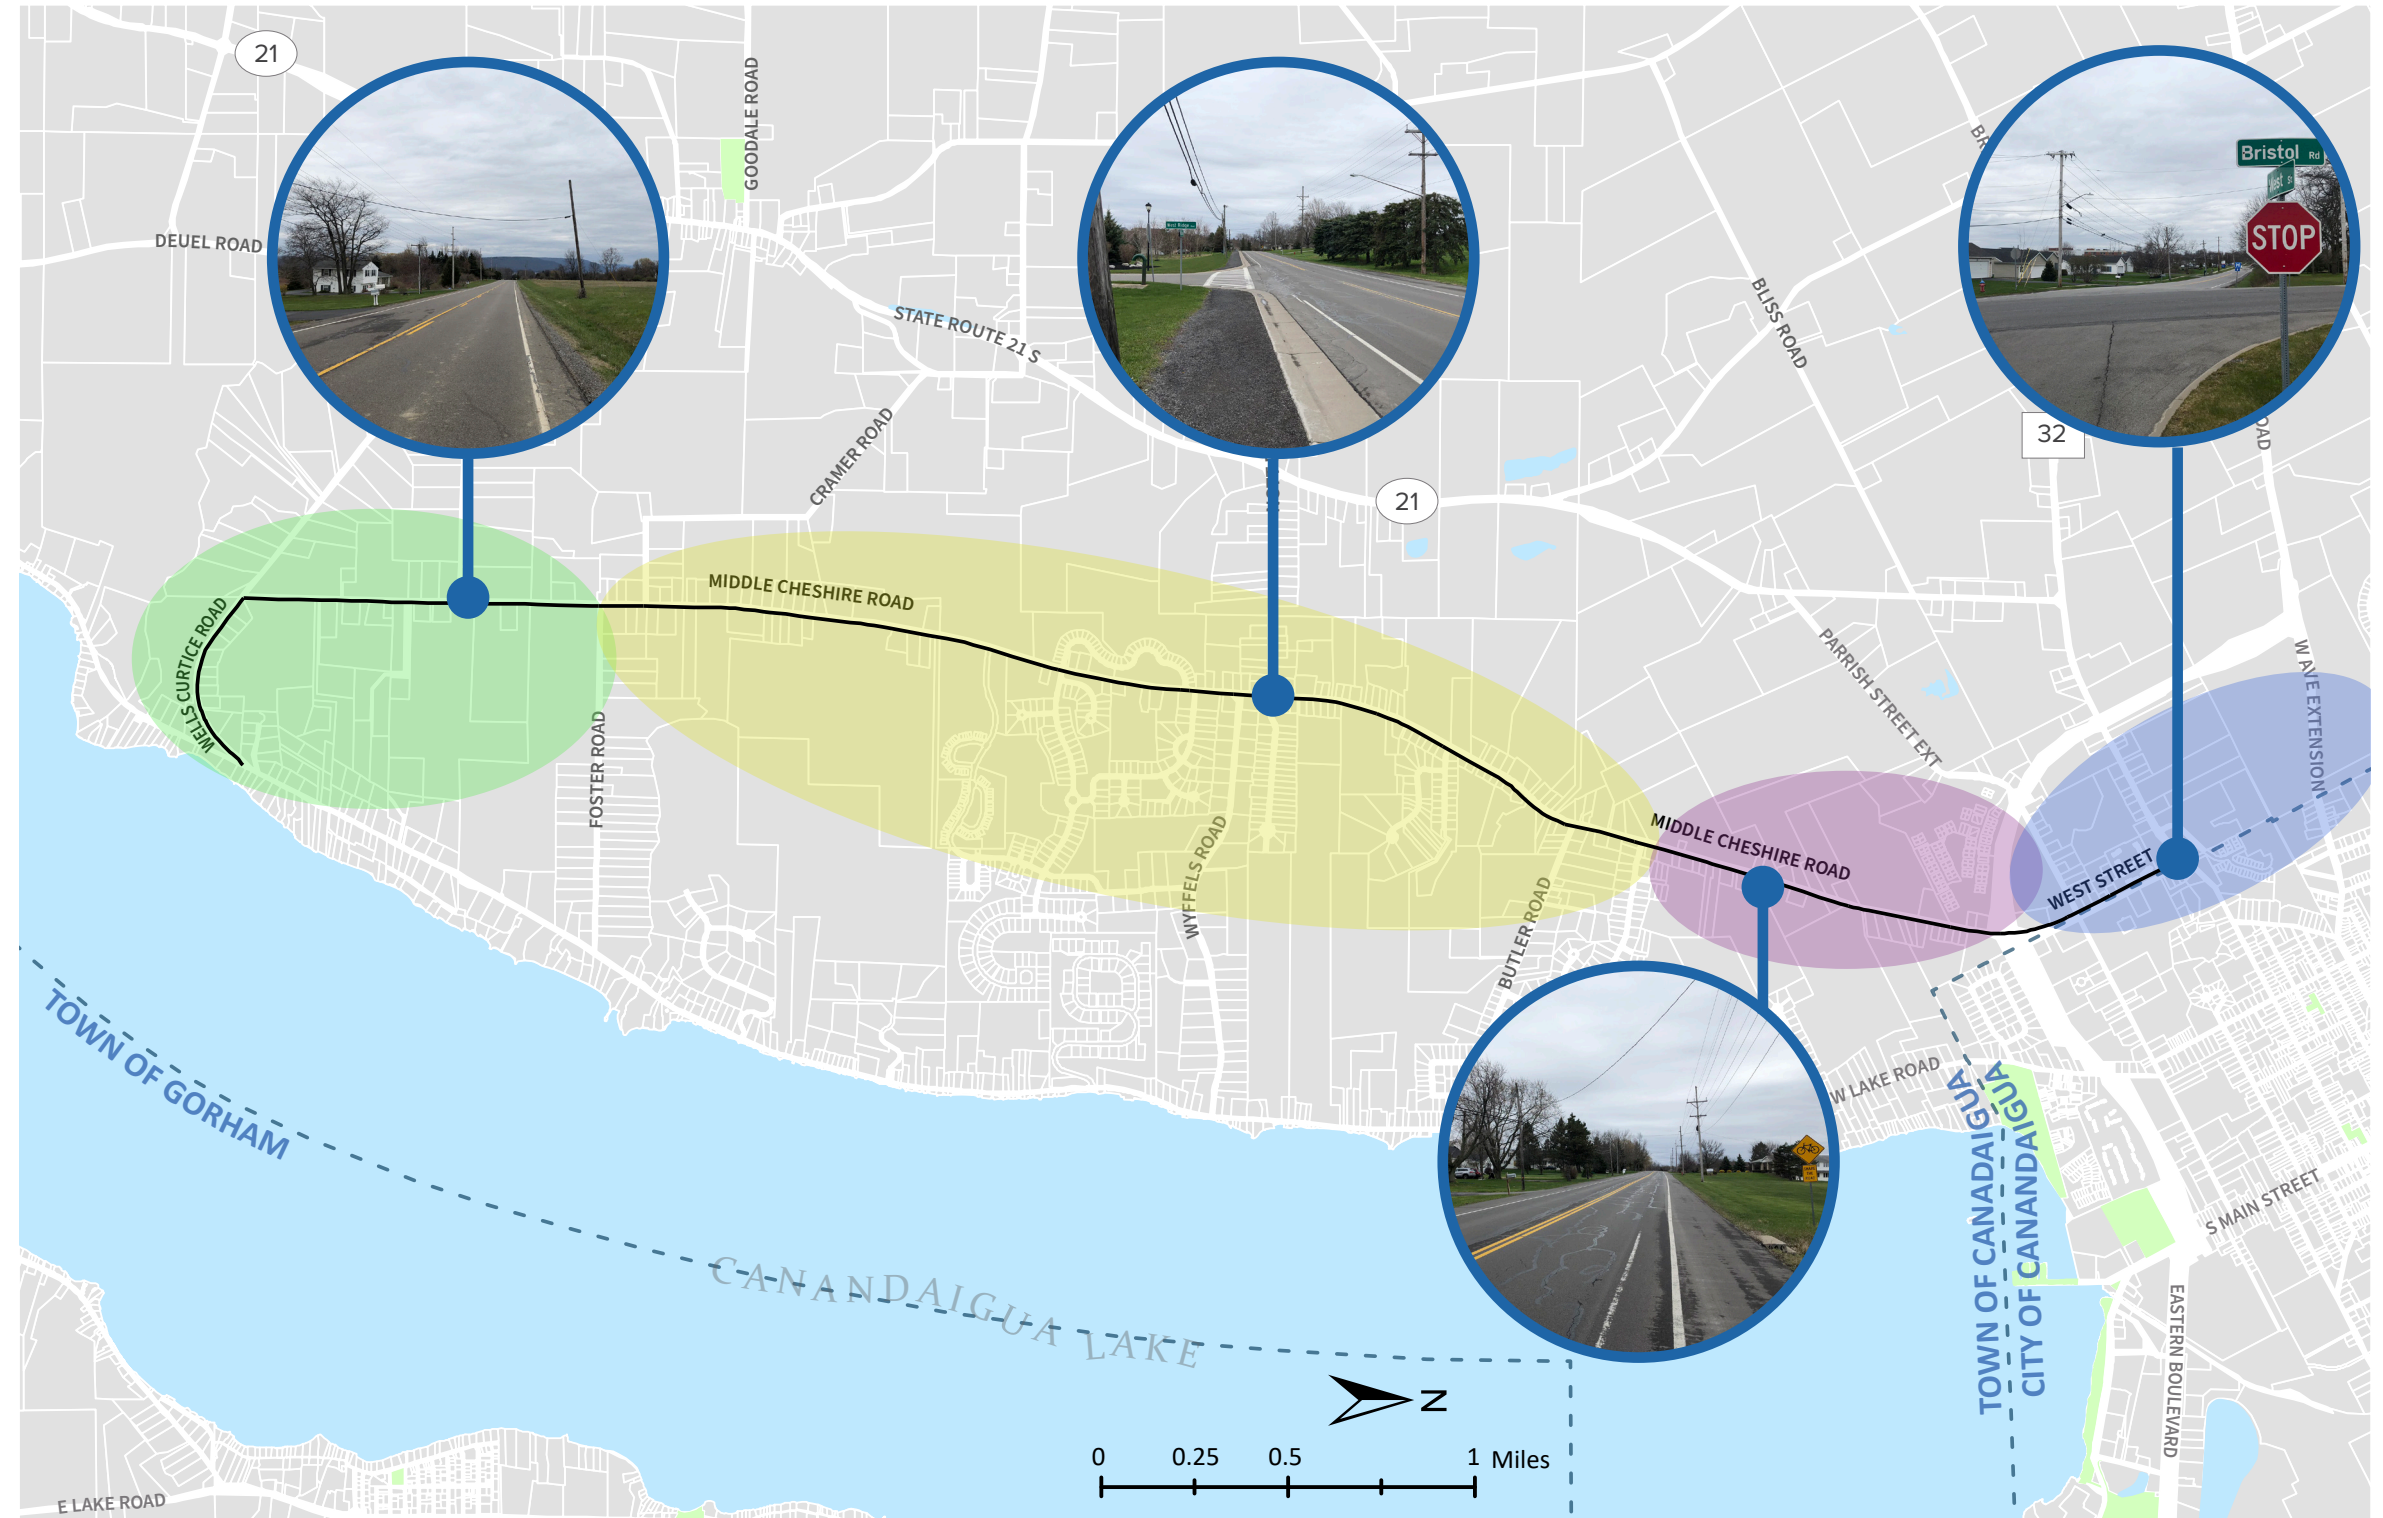 21
GOODALE ROAD
DEUEL ROAD
STATE ROUTE 21 S
CRAMER ROAD
BLISS ROAD
Bristol Rd
West St
STOP
32
OAD
21
MIDDLE CHESHIRE ROAD
WELLS CURTICE ROAD
FOSTER ROAD
WYFFELS ROAD
BUTLER ROAD
PARRISH STREET EXT
W AVE EXTENSION
MIDDLE CHESHIRE ROAD
WEST STREET
W LAKE ROAD
TOWN OF GORHAM
TOWN OF CANADAIGUA
CITY OF CANANDAIGUA
S MAIN STREET
EASTERN BOULEVARD
CANANDAIGUA LAKE
N
0 0.25 0.5 1 Miles
E LAKE ROAD